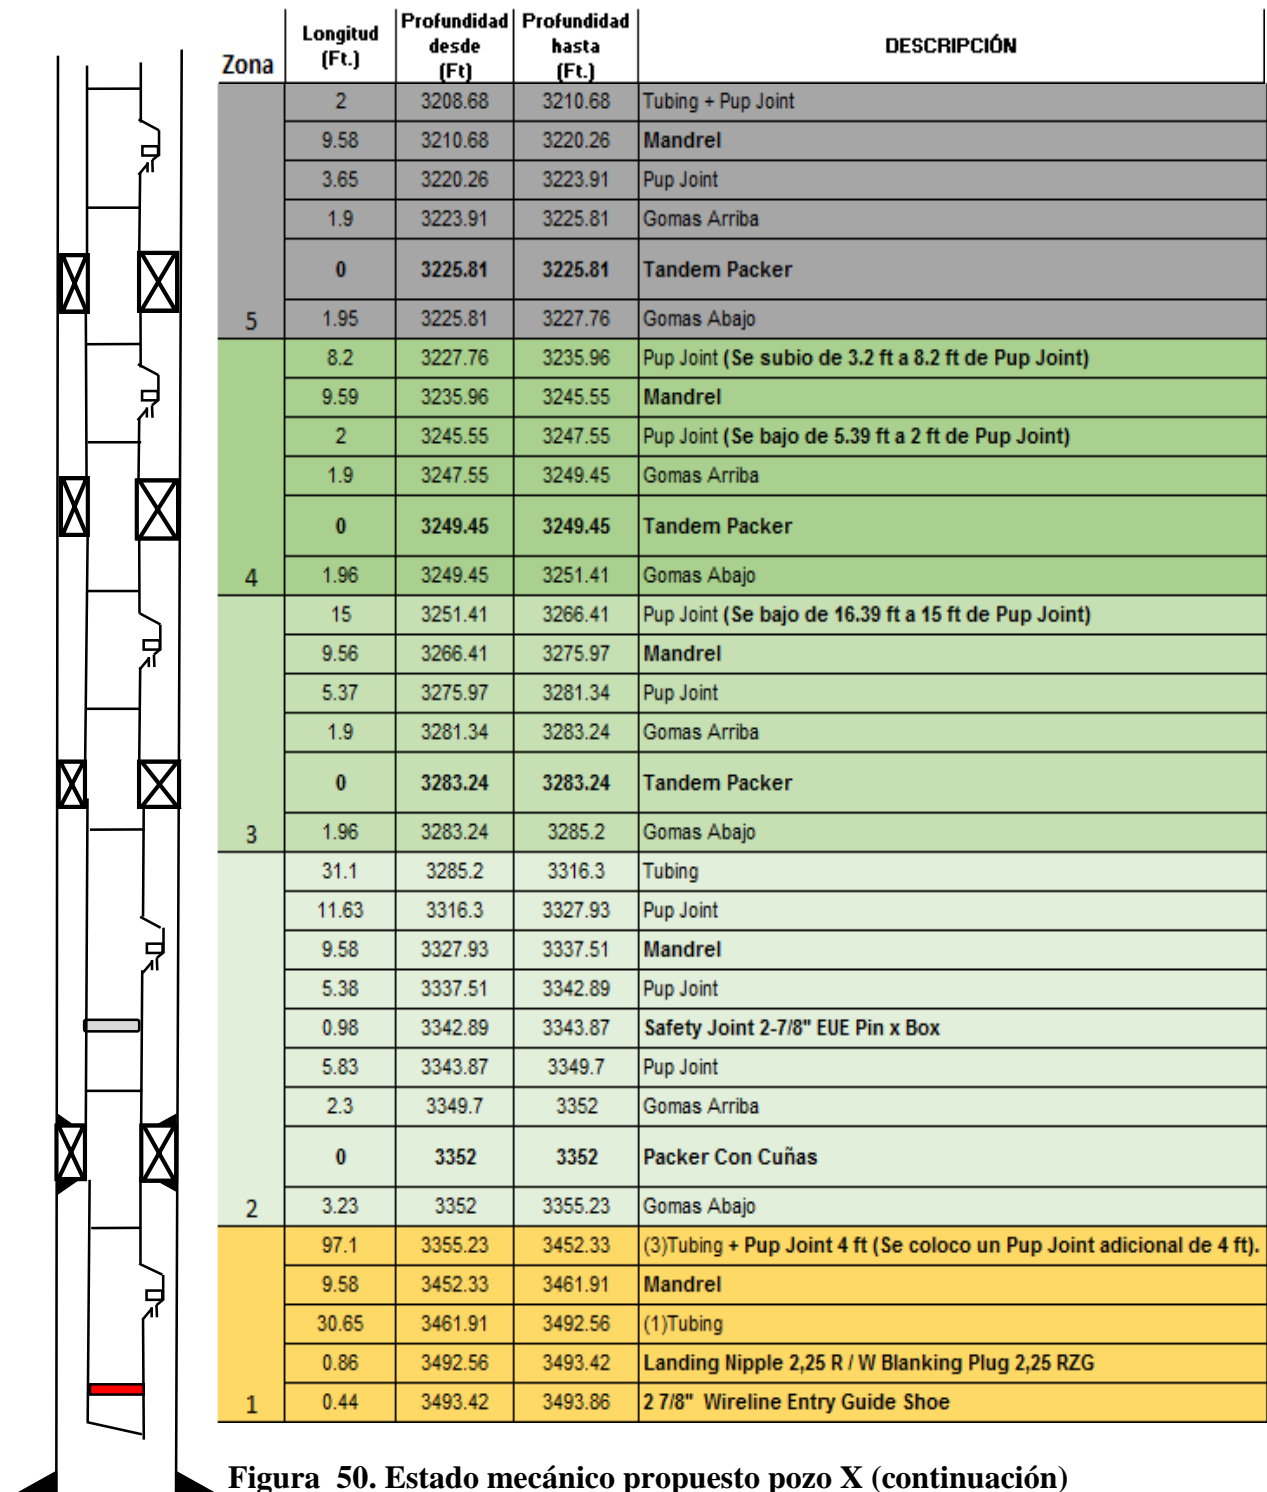 Zona Longitud (Ft.) Profundidad desde (Ft) Profundidad hasta (Ft.) DESCRIPCIÓN
2 3208.68 3210.68 Tubing + Pup Joint
9.58 3210.68 3220.26 Mandrel
3.65 3220.26 3223.91 Pup Joint
1.9 3223.91 3225.81 Gomas Arriba
0 3225.81 3225.81 Tandem Packer
5 1.95 3225.81 3227.76 Gomas Abajo
8.2 3227.76 3235.96 Pup Joint (Se subio de 3.2 ft a 8.2 ft de Pup Joint)
9.59 3235.96 3245.55 Mandrel
2 3245.55 3247.55 Pup Joint (Se bajo de 5.39 ft a 2 ft de Pup Joint)
1.9 3247.55 3249.45 Gomas Arriba
0 3249.45 3249.45 Tandem Packer
4 1.96 3249.45 3251.41 Gomas Abajo
15 3251.41 3266.41 Pup Joint (Se bajo de 16.39 ft a 15 ft de Pup Joint)
9.56 3266.41 3275.97 Mandrel
5.37 3275.97 3281.34 Pup Joint
1.9 3281.34 3283.24 Gomas Arriba
0 3283.24 3283.24 Tandem Packer
3 1.96 3283.24 3285.2 Gomas Abajo
31.1 3285.2 3316.3 Tubing
11.63 3316.3 3327.93 Pup Joint
9.58 3327.93 3337.51 Mandrel
5.38 3337.51 3342.89 Pup Joint
0.98 3342.89 3343.87 Safety Joint 2-7/8" EUE Pin x Box
5.83 3343.87 3349.7 Pup Joint
2.3 3349.7 3352 Gomas Arriba
0 3352 3352 Packer Con Cuñas
2 3.23 3352 3355.23 Gomas Abajo
97.1 3355.23 3452.33 (3)Tubing + Pup Joint 4 ft (Se coloco un Pup Joint adicional de 4 ft).
9.58 3452.33 3461.91 Mandrel
30.65 3461.91 3492.56 (1)Tubing
0.86 3492.56 3493.42 Landing Nipple 2,25 R / W Blanking Plug 2,25 RZG
1 0.44 3493.42 3493.86 2 7/8" Wireline Entry Guide Shoe
Figura 50. Estado mecánico propuesto pozo X (continuación)